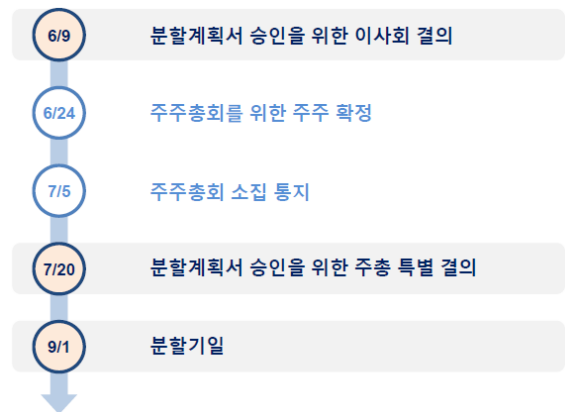 6/9 분할계획서 승인을 위한 이사회 결의
6/24 주주총회를 위한 주주 확정
7/5 주주총회 소집 통지
7/20 분할계획서 승인을 위한 주총 특별 결의
9/1 분할기일